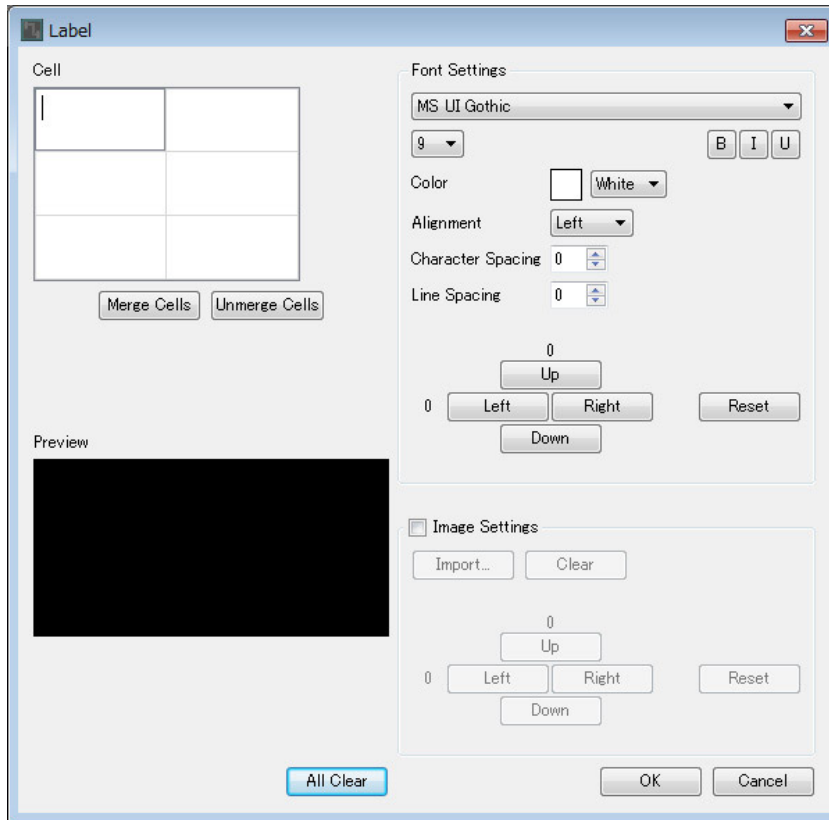 Label
Cell
Merge Cells Unmerge Cells
Preview
All Clear
Font Settings
MS UI Gothic
9 B I U
Color White
Alignment Left
Character Spacing 0
Line Spacing 0
0
Up
0 Left Right Reset
Down
Image Settings
Import... Clear
0
Up
0 Left Right Reset
Down
OK Cancel